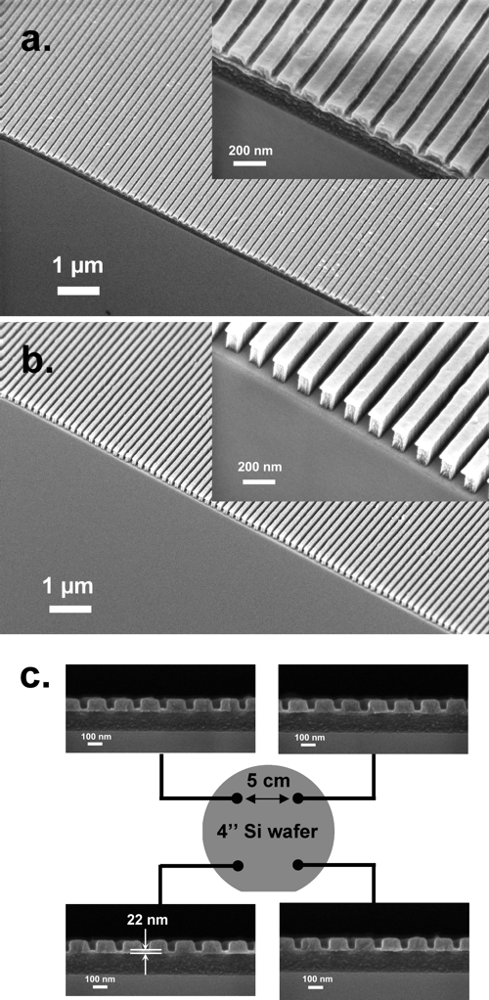 a.
200 nm
1 μm
b.
200 nm
1 μm
c.
100 nm
100 nm
5 cm
4’’ Si wafer
22 nm
100 nm
100 nm